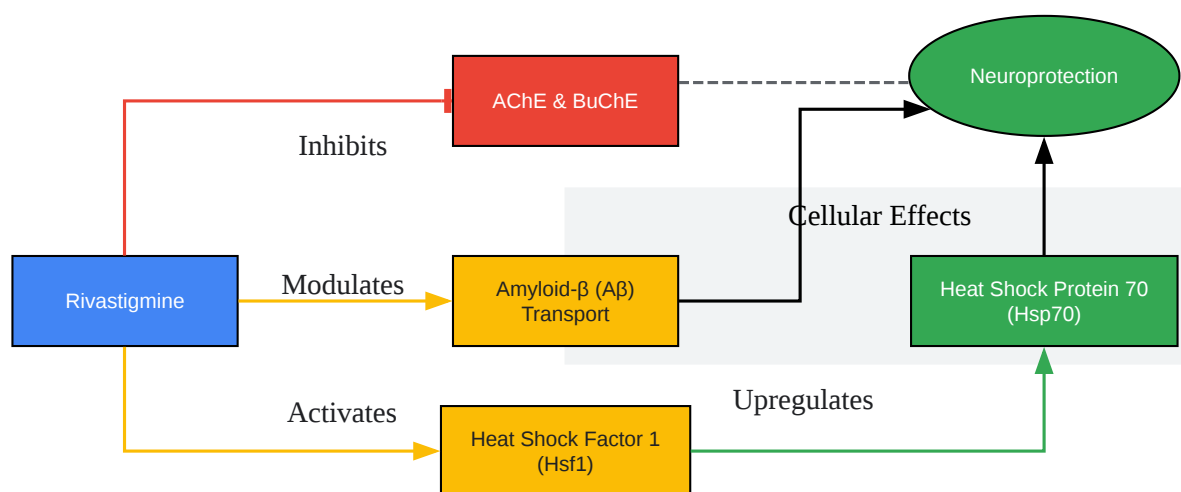 Neuroprotection
AChE & BuChE
Inhibits
Cellular Effects
Rivastigmine
Modulates
Amyloid-β (Aβ)
Transport
Heat Shock Protein 70
(Hsp70)
Activates
Upregulates
Heat Shock Factor 1
(Hsf1)